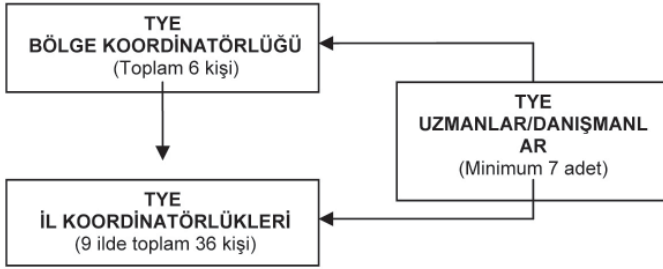 TYE
BÖLGE KOORDİNATÖRLÜĞÜ
(Toplam 6 kişi)
TYE
UZMANLAR/DANIŞMANL
AR
(Minimum 7 adet)
TYE
İL KOORDİNATÖRLÜKLERİ
(9 ilde toplam 36 kişi)